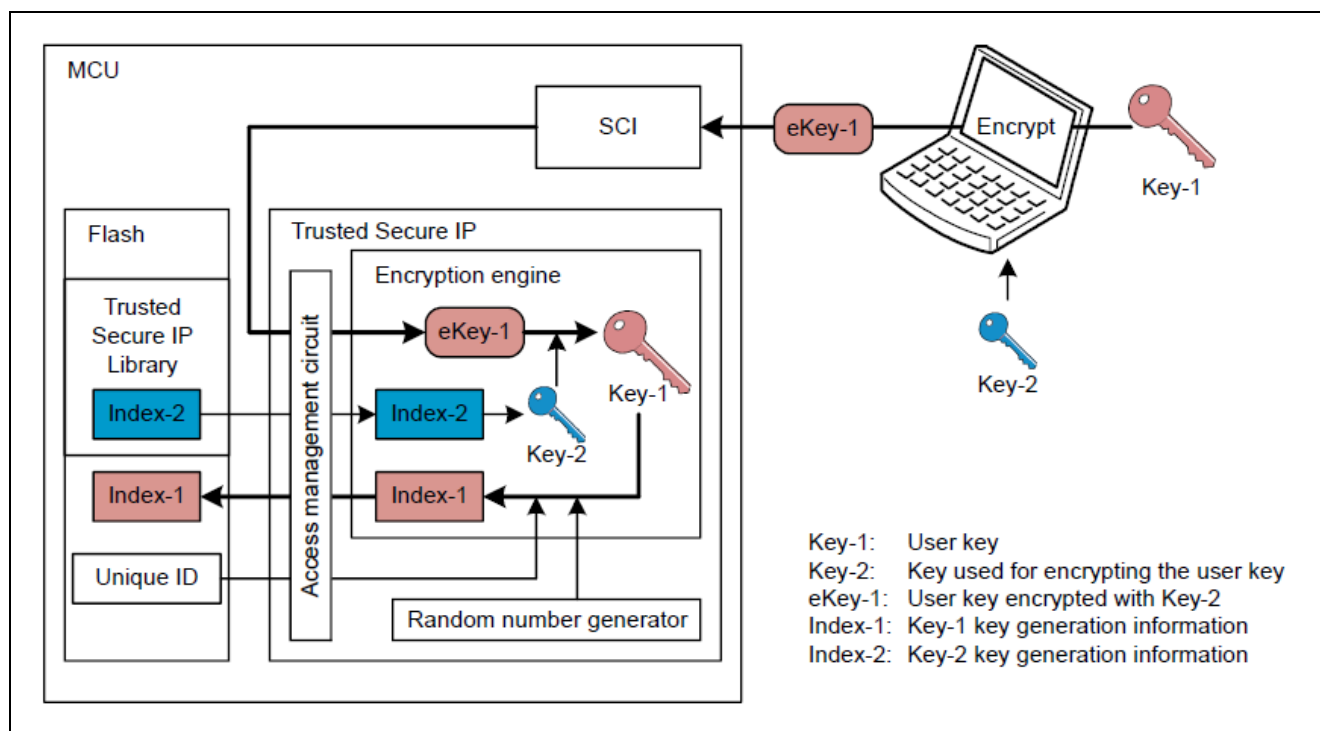 MCU
SCI
eKey-1
Encrypt
Key-1
Flash
Trusted Secure IP
Encryption engine
Trusted
Secure IP
Library
Access management circuit
eKey-1
Key-1
Key-2
Index-2
Index-2
Key-2
Index-1
Index-1
Unique ID
Random number generator
Key-1: User key
Key-2: Key used for encrypting the user key
eKey-1: User key encrypted with Key-2
Index-1: Key-1 key generation information
Index-2: Key-2 key generation information